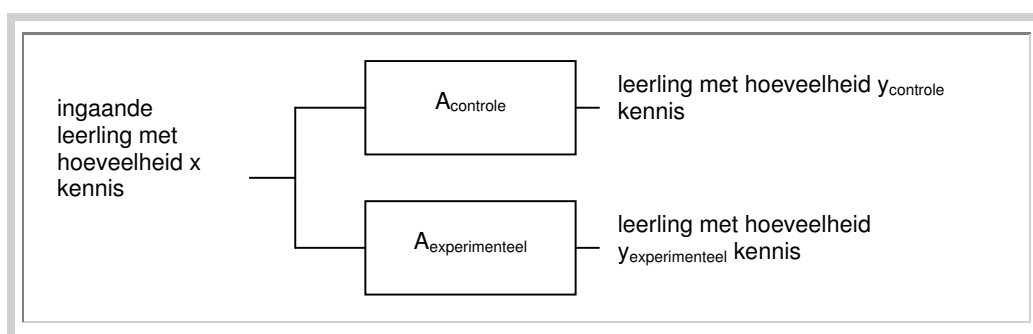 ingaande
leerling met
hoeveelheid x
kennis
Acontrole
leerling met hoeveelheid ycontrole
kennis
Aexperimenteel
leerling met hoeveelheid
yexperimenteel kennis